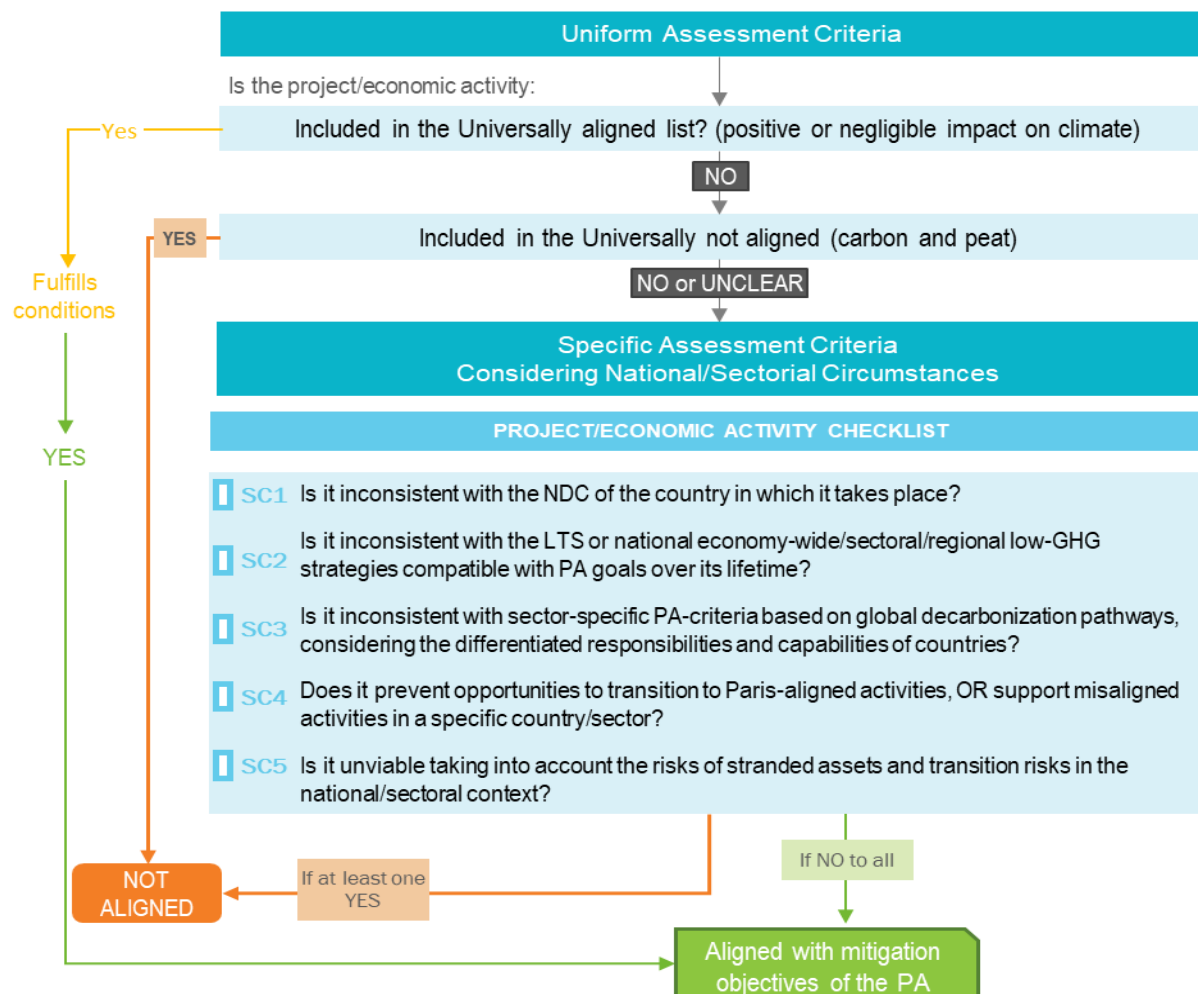 Uniform Assessment Criteria
Is the project/economic activity:
Yes
Included in the Universally aligned list? (positive or negligible impact on climate)
NO
YES
Included in the Universally not aligned (carbon and peat)
Fulfills
conditions
NO or UNCLEAR
Specific Assessment Criteria
Considering National/Sectorial Circumstances
PROJECT/ECONOMIC ACTIVITY CHECKLIST
YES
SC1 Is it inconsistent with the NDC of the country in which it takes place?
SC2 Is it inconsistent with the LTS or national economy-wide/sectoral/regional low-GHG
strategies compatible with PA goals over its lifetime?
SC3 Is it inconsistent with sector-specific PA-criteria based on global decarbonization pathways,
considering the differentiated responsibilities and capabilities of countries?
SC4 Does it prevent opportunities to transition to Paris-aligned activities, OR support misaligned
activities in a specific country/sector?
SC5 Is it unviable taking into account the risks of stranded assets and transition risks in the
national/sectoral context?
NOT
ALIGNED
If at least one
YES
If NO to all
Aligned with mitigation
objectives of the PA